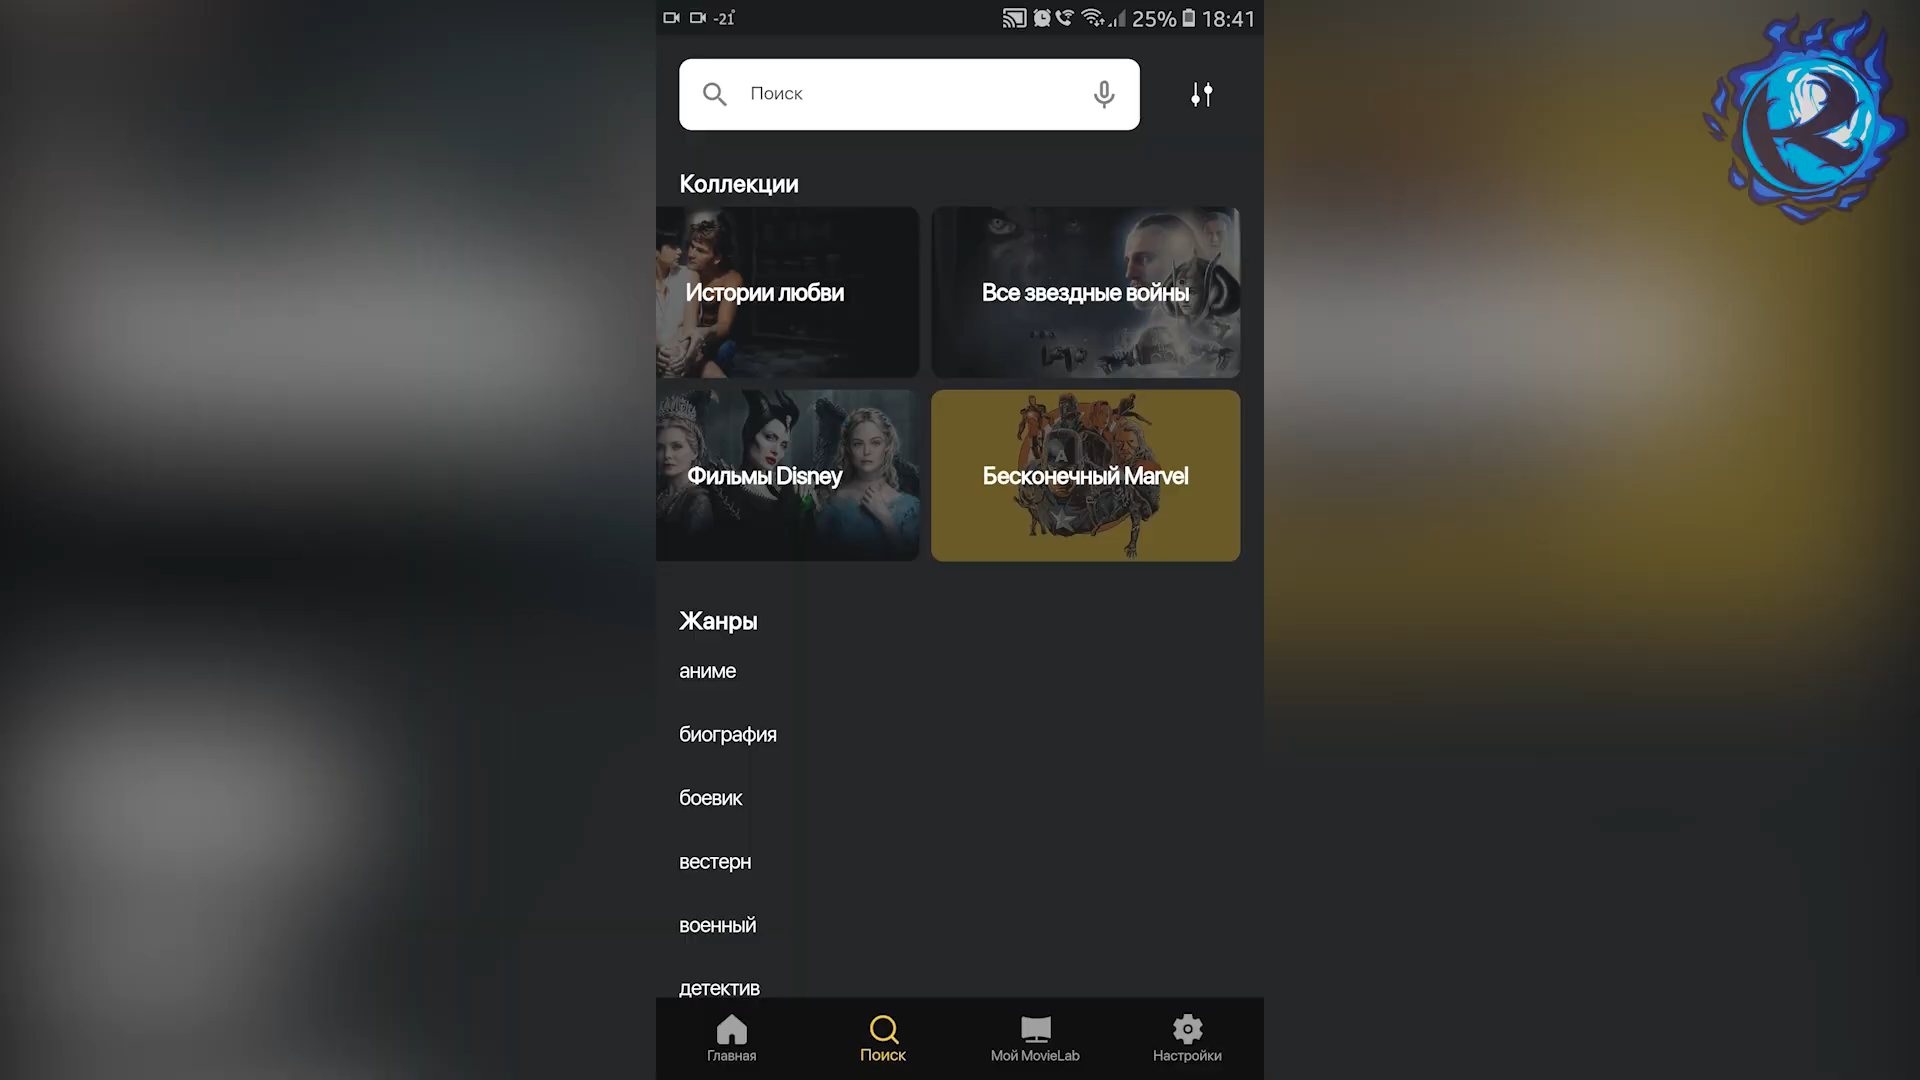 -21° 25% 18:41
Поиск
Коллекции
Истории любви
Все звездные войны
Фильмы Disney
Бесконечный Marvel
Жанры
аниме
биография
боевик
вестерн
военный
детектив
Главная
Поиск
Мой MovieLab
Настройки